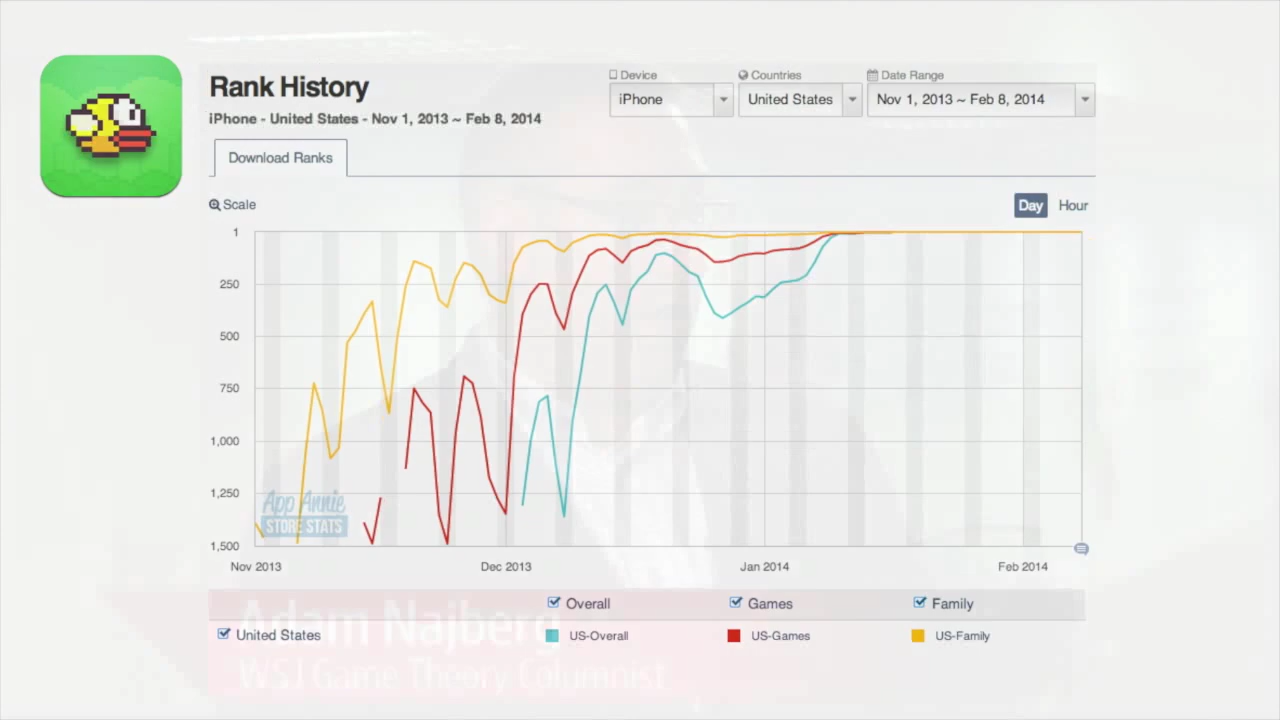 Rank History
iPhone - United States - Nov 1, 2013 ~ Feb 8, 2014
Device
Countries
Date Range
iPhone
United States
Nov 1, 2013 ~ Feb 8, 2014
Download Ranks
Scale
Day
Hour
1
250
500
750
1,000
1,250
1,500
App Annie
STORE STATS
Nov 2013
Dec 2013
Jan 2014
Feb 2014
Overall
Games
Family
United States
US-Overall
US-Games
US-Family
Adam Najberg
WSJ Game Theory Columnist